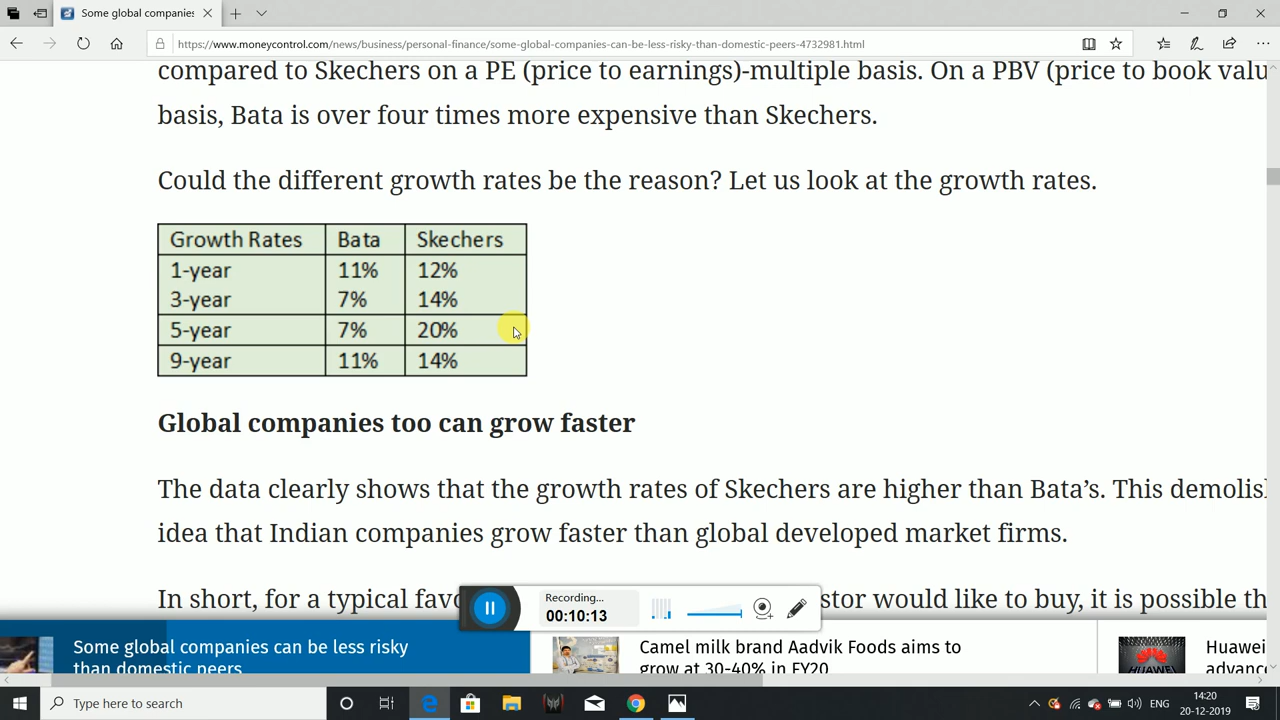 Some global companies
https://www.moneycontrol.com/news/business/personal-finance/some-global-companies-can-be-less-risky-than-domestic-peers-4732981.html
compared to Skechers on a PE (price to earnings)-multiple basis. On a PBV (price to book valu
basis, Bata is over four times more expensive than Skechers.
Could the different growth rates be the reason? Let us look at the growth rates.
Growth Rates Bata Skechers
1-year 11% 12%
3-year 7% 14%
5-year 7% 20%
9-year 11% 14%
Global companies too can grow faster
The data clearly shows that the growth rates of Skechers are higher than Bata's. This demolis
idea that Indian companies grow faster than global developed market firms.
In short, for a typical favo
stor would like to buy, it is possible th
Recording...
00:10:13
Some global companies can be less risky
than domestic peers
Camel milk brand Aadvik Foods aims to
grow at 30-40% in FY20
Huawei
advance
Type here to search
ENG
14:20
20-12-2019